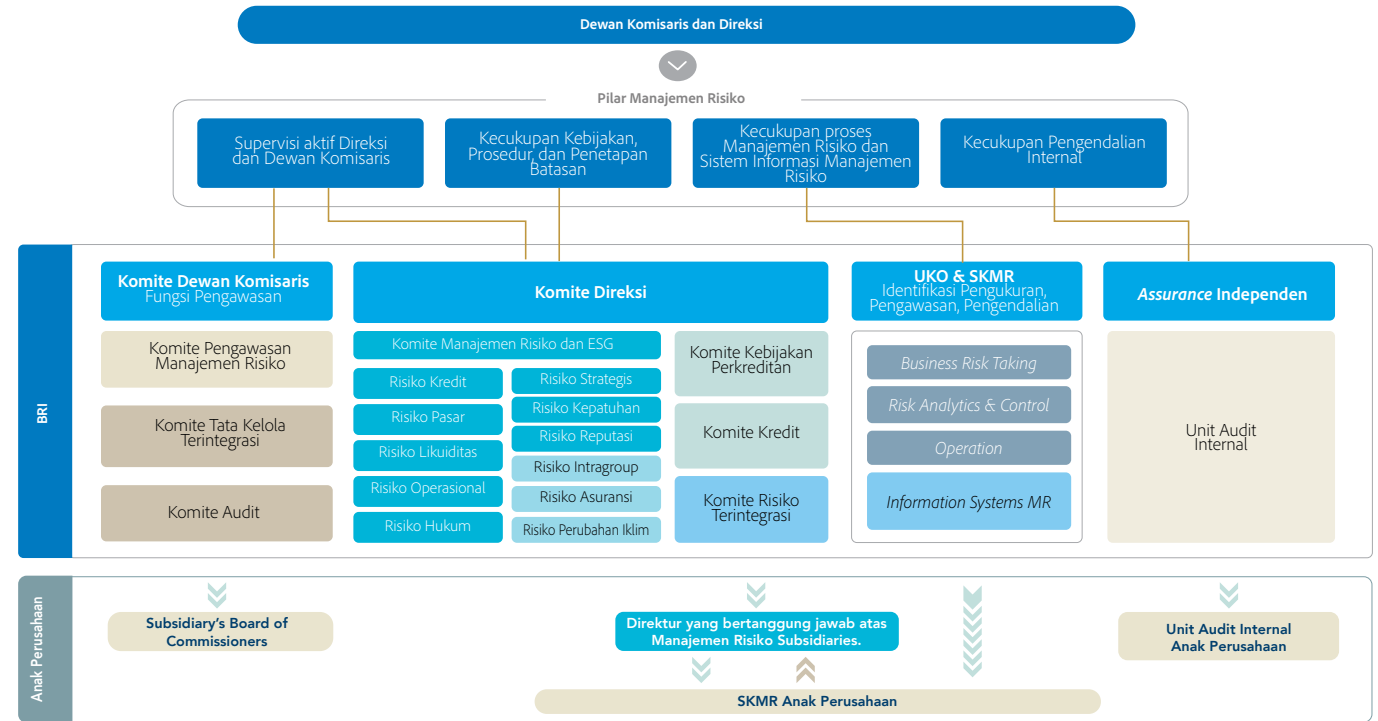 Dewan Komisaris dan Direksi
Pilar Manajemen Risiko
Supervisi aktif Direksi
dan Dewan Komisaris
Kecukupan Kebijakan,
Prosedur, dan Penetapan
Batasan
Kecukupan proses
Manajemen Risiko dan
Sistem Informasi Manajemen
Risiko
Kecukupan Pengendalian
Internal
BRI
Komite Dewan Komisaris
Fungsi Pengawasan
Komite Pengawasan
Manajemen Risiko
Komite Tata Kelola
Terintegrasi
Komite Audit
Komite Direksi
Komite Manajemen Risiko dan ESG
Risiko Kredit
Risiko Pasar
Risiko Likuiditas
Risiko Operasional
Risiko Hukum
Risiko Strategis
Risiko Kepatuhan
Risiko Reputasi
Risiko Intragroup
Risiko Asuransi
Risiko Perubahan Iklim
Komite Kebijakan
Perkreditan
Komite Kredit
Komite Risiko
Terintegrasi
UKO & SKMR
Identifikasi Pengukuran,
Pengawasan, Pengendalian
Business Risk Taking
Risk Analytics & Control
Operation
Information Systems MR
Assurance Independen
Unit Audit
Internal
Anak Perusahaan
Subsidiary's Board of
Commissioners
Direktur yang bertanggung jawab atas
Manajemen Risiko Subsidiaries.
SKMR Anak Perusahaan
Unit Audit Internal
Anak Perusahaan